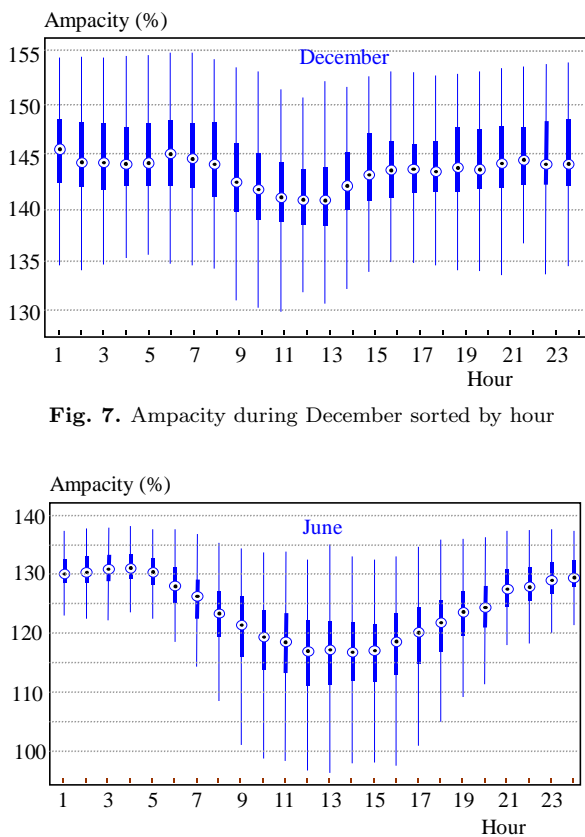 Ampacity (%)
December
155
150
145
140
135
130
1 3 5 7 9 11 13 15 17 19 21 23
Hour
Fig. 7. Ampacity during December sorted by hour
Ampacity (%)
June
140
130
120
110
100
1 3 5 7 9 11 13 15 17 19 21 23
Hour